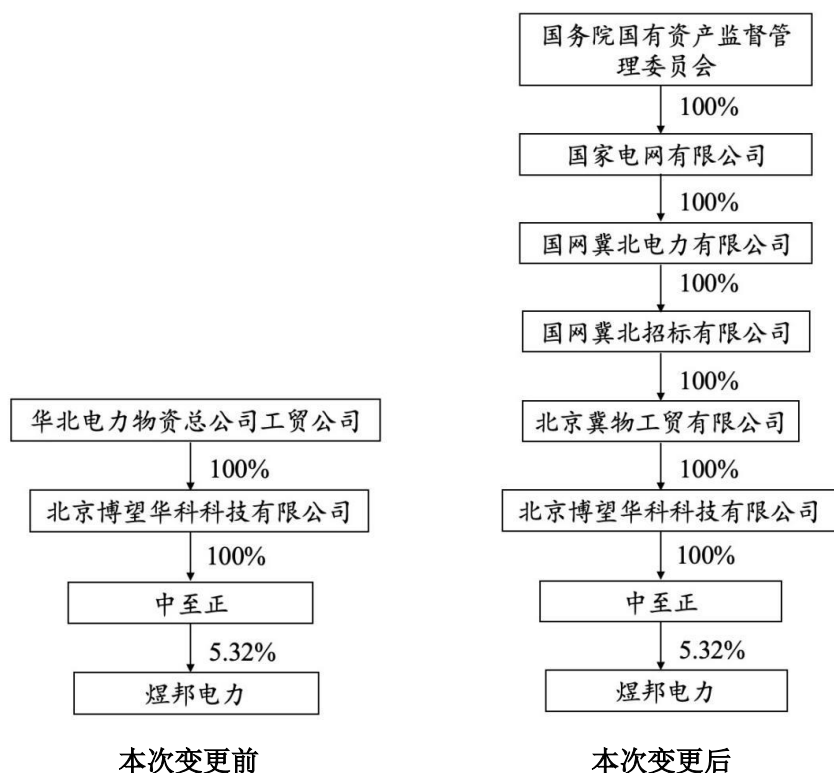 华北电力物资总公司工贸公司
100%
北京博望华科科技有限公司
100%
中至正
5.32%
煜邦电力
本次变更前
国务院国有资产监督管
理委员会
100%
国家电网有限公司
100%
国网冀北电力有限公司
100%
国网冀北招标有限公司
100%
北京冀物工贸有限公司
100%
北京博望华科科技有限公司
100%
中至正
5.32%
煜邦电力
本次变更后